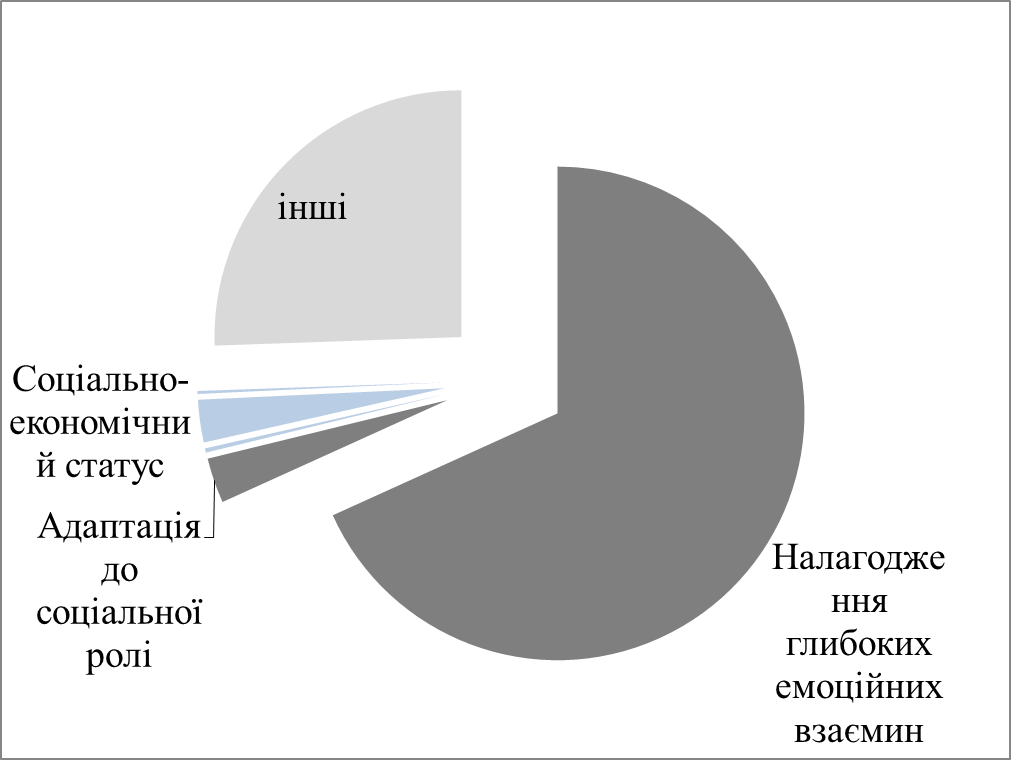 інші
Соціально-
економічни
й статус
Адаптація
до
соціальної
ролі
Налагодже
ння
глибоких
емоційних
взаємин